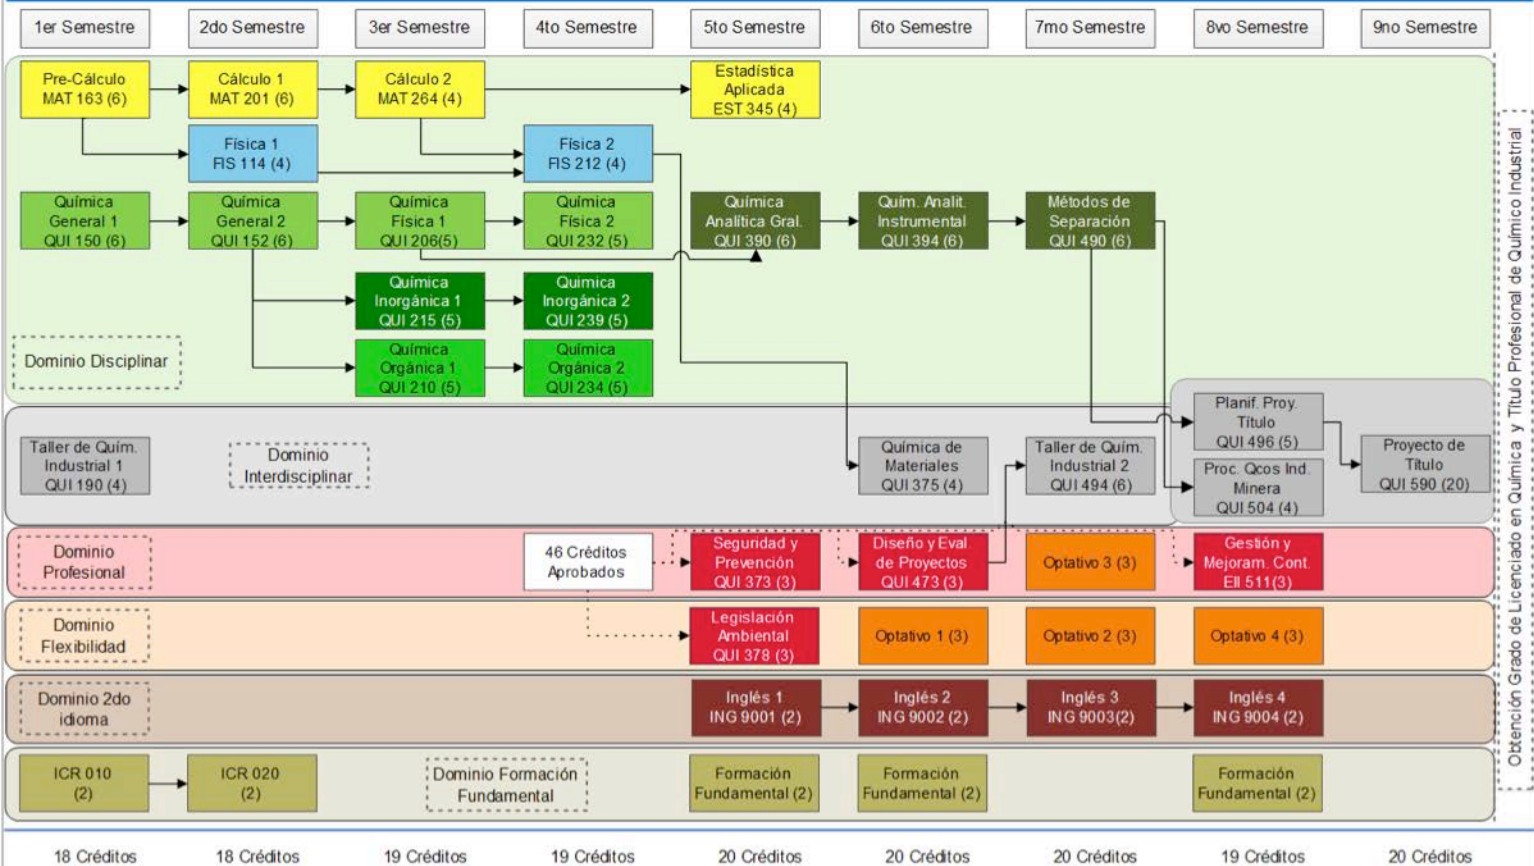 1er Semestre
2do Semestre
3er Semestre
4to Semestre
5to Semestre
6to Semestre
7mo Semestre
8vo Semestre
9no Semestre
Pre-Cálculo
MAT 163 (6)
Cálculo 1
MAT 201 (6)
Cálculo 2
MAT 264 (4)
Estadística
Aplicada
EST 345 (4)
Física 1
FIS 114 (4)
Física 2
FIS 212 (4)
Química
General 1
QUI 150 (6)
Química
General 2
QUI 152 (6)
Química
Física 1
QUI 206(5)
Química
Física 2
QUI 232 (5)
Química
Analítica Gral.
QUI 390 (6)
Quím. Analit.
Instrumental
QUI 394 (6)
Métodos de
Separación
QUI 490 (6)
Química
Inorgánica 1
QUI 215 (5)
Quimica
Inorgánica 2
QUI 239 (5)
Dominio Disciplinar
Química
Orgánica 1
QUI 210 (5)
Química
Orgánica 2
QUI 234 (5)
Planif. Proy.
Título
QUI 496 (5)
Taller de Quím.
Industrial 1
QUI 190 (4)
Dominio
Interdisciplinar
Química de
Materiales
QUI 375 (4)
Taller de Quím.
Industrial 2
QUI 494 (6)
Proc. Qcos Ind.
Minera
QUI 504 (4)
Proyecto de
Título
QUI 590 (20)
Dominio
Profesional
46 Créditos
Aprobados
Seguridad y
Prevención
QUI 373 (3)
Diseño y Eval.
de Proyectos
QUI 473 (3)
Optativo 3 (3)
Gestión y
Mejoram. Cont.
EII 511(3)
Dominio
Flexibilidad
Legislación
Ambiental
QUI 378 (3)
Optativo 1 (3)
Optativo 2 (3)
Optativo 4 (3)
Dominio 2do
idioma
Inglés 1
ING 9001 (2)
Inglés 2
ING 9002 (2)
Inglés 3
ING 9003(2)
Inglés 4
ING 9004 (2)
ICR 010
(2)
ICR 020
(2)
Dominio Formación
Fundamental
Formación
Fundamental (2)
Formación
Fundamental (2)
Formación
Fundamental (2)
18 Créditos
18 Créditos
19 Créditos
19 Créditos
20 Créditos
20 Créditos
20 Créditos
19 Créditos
20 Créditos
Obtención Grado de Licenciado en Química y Título Profesional de Químico Industrial